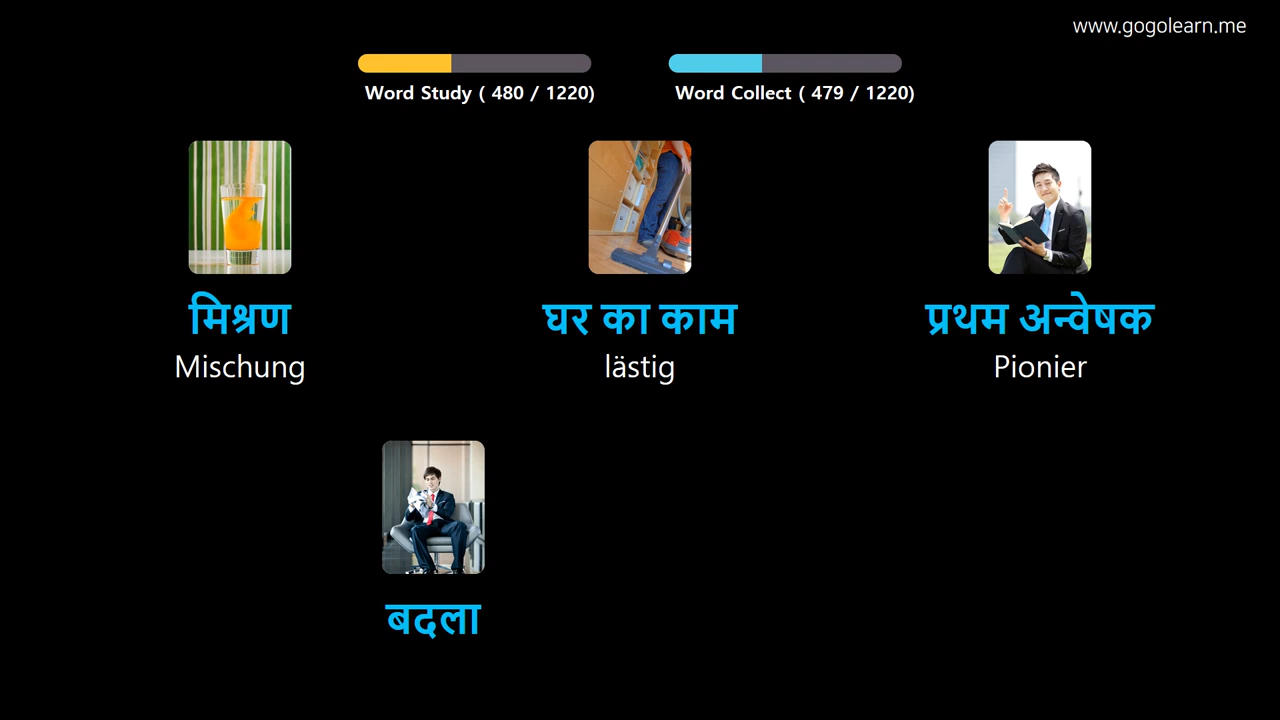 www.gogolearn.me
Word Study ( 480 / 1220)
Word Collect ( 479 / 1220)
मिश्रण
घर का काम
प्रथम अन्वेषक
Mischung
lästig
Pionier
बदला